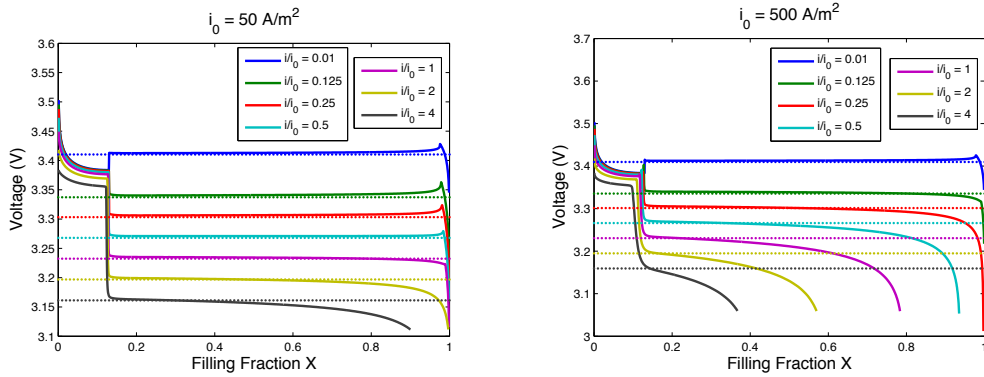 i₀ = 50 A/m²
3.6
3.55
3.5
3.45
3.4
3.35
3.3
3.25
3.2
3.15
3.1
Voltage (V)
i/i₀ = 0.01
i/i₀ = 0.125
i/i₀ = 0.25
i/i₀ = 0.5
i/i₀ = 1
i/i₀ = 2
i/i₀ = 4
0 0.2 0.4 0.6 0.8 1
Filling Fraction X
i₀ = 500 A/m²
3.7
3.6
3.5
3.4
3.3
3.2
3.1
3
Voltage (V)
i/i₀ = 0.01
i/i₀ = 0.125
i/i₀ = 0.25
i/i₀ = 0.5
i/i₀ = 1
i/i₀ = 2
i/i₀ = 4
0 0.2 0.4 0.6 0.8 1
Filling Fraction X